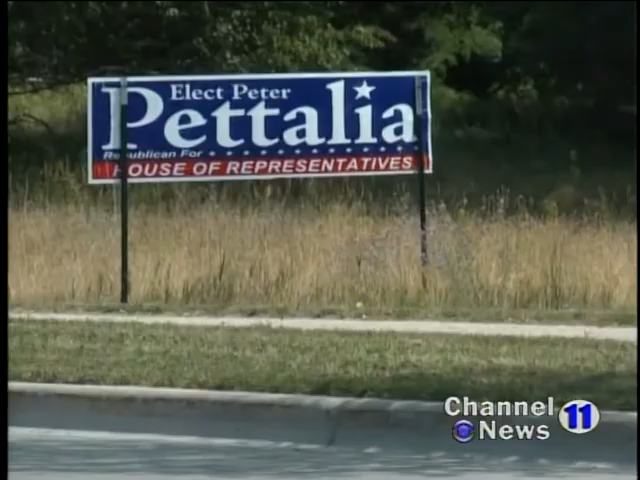 Elect Peter
Pettalia
Republican For
HOUSE OF REPRESENTATIVES
Channel 11
News